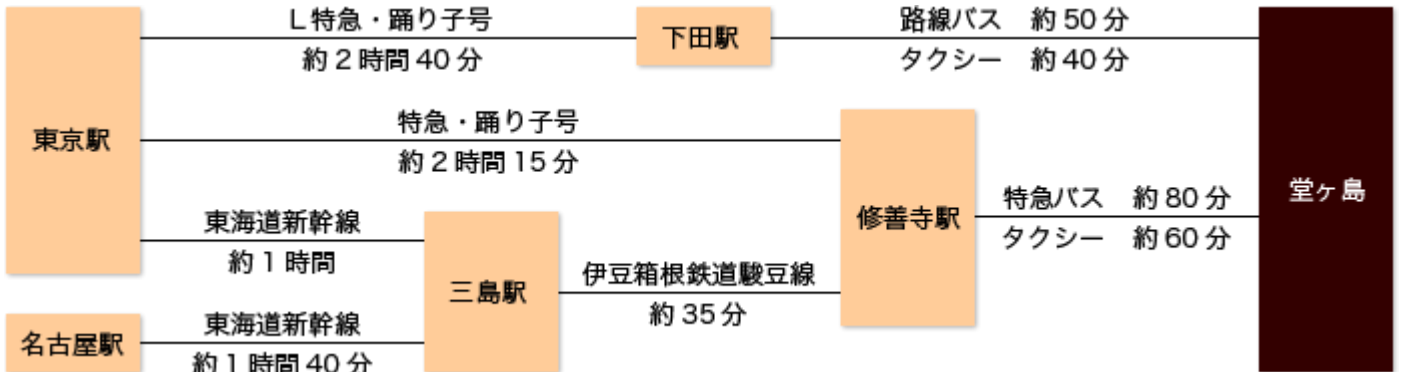 L特急・踊り子号
約2時間40分
下田駅
路線バス 約50分
タクシー 約40分
東京駅
特急・踊り子号
約2時間15分
修善寺駅
特急バス 約80分
タクシー 約60分
堂ヶ島
東海道新幹線
約1時間
三島駅
伊豆箱根鉄道駿豆線
約35分
名古屋駅
東海道新幹線
約1時間40分